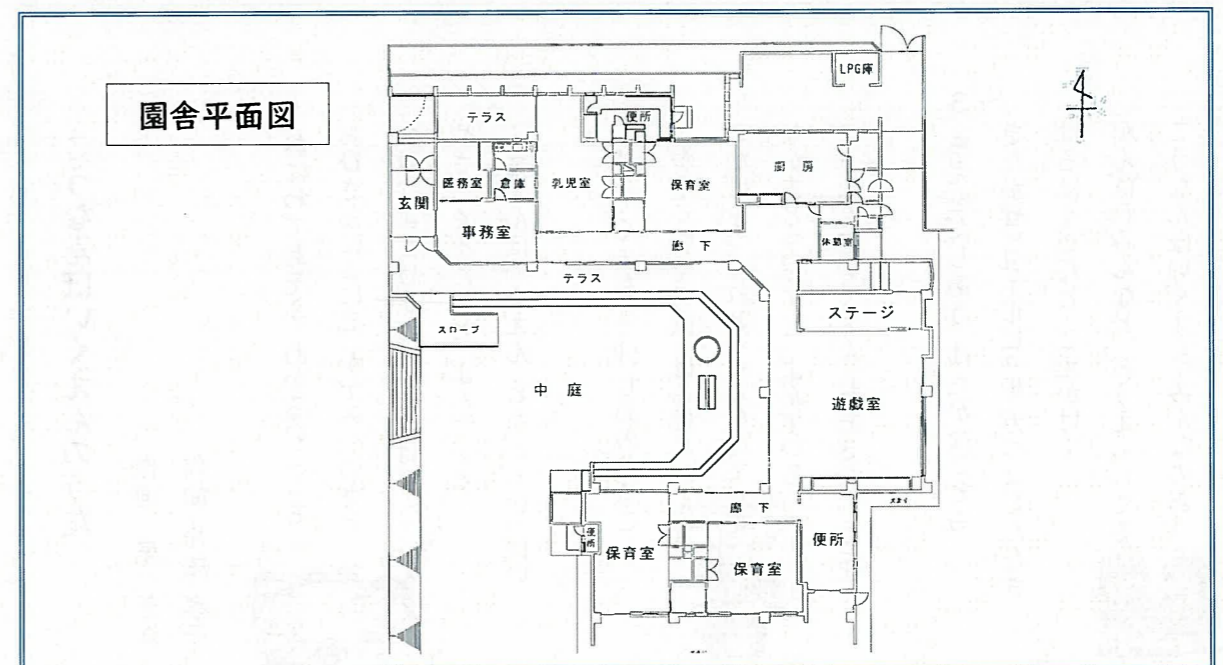 園舎平面図
LPG庫
テラス
便所
厨房
医務室
倉庫
乳児室
保育室
玄関
事務室
廊下
休憩室
テラス
ステージ
スロープ
中庭
遊戯室
廊下
便所
保育室
保育室
便所